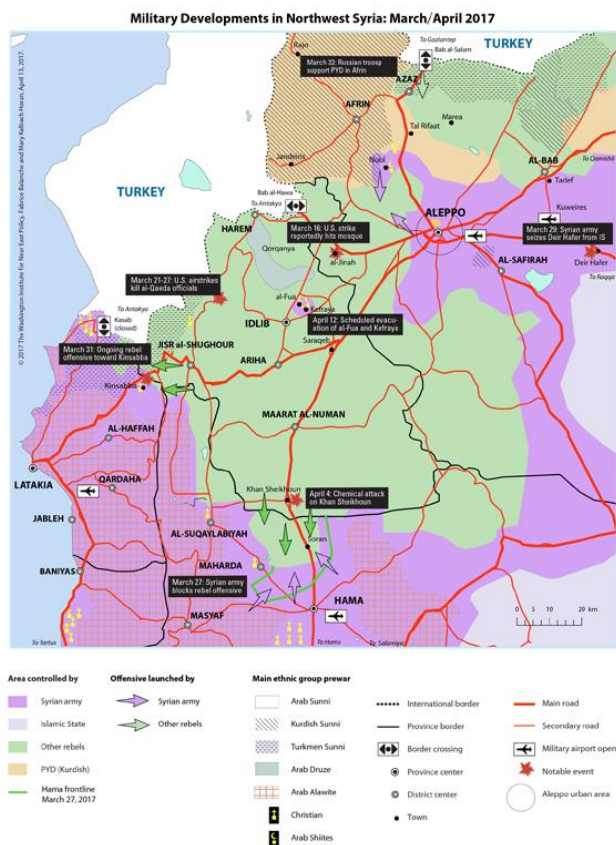 Military Developments in Northwest Syria: March/April 2017
© 2017 The Washington Institute for Near East Policy, Fabrice Balanche and Mary Kalbach Horan, April 13, 2017.
To Gaziantep
Bab al-Salam
TURKEY
Rajo
March 22: Russian troosp
support PYD in Afrin
AZAZ
AFRIN
Marea
Tal Rifaat
Jandeiris
Nubl
AL-BAB
To Qamishli
Tadef
TURKEY
Bab al-Hawa
To Antakya
Kuweires
HAREM
March 16: U.S. strike
reportedly hits mosque
ALEPPO
March 29: Syrian army
seizes Deir Hafer from IS
Qorqanya
al-Jinah
Deir Hafer
AL-SAFIRAH
To Raqqa
March 21-27: U.S. airstrikes
kill al-Qaeda officials
al-Fua
Kefraya
To Antakya
Kasab
(closed)
IDLIB
April 12: Scheduled evacu-
ation of al-Fua and Kefraya
March 31: Ongoing rebel
offensive toward Kinsabba
JISR al-SHUGHOUR
Saraqeb
ARIHA
Kinsabba
MAARAT AL-NUMAN
AL-HAFFAH
LATAKIA
QARDAHA
Khan Sheikhoun
April 4: Chemical attack
on Khan Sheikhoun
JABLEH
AL-SUQAYLABIYAH
Soran
MAHARDA
BANIYAS
March 27: Syrian army
blocks rebel offensive
HAMA
MASYAF
0 10 20 km
To Tartus
To Homs
To Salamiya
Area controlled by
Syrian army
Islamic State
Other rebels
PYD (Kurdish)
Hama frontline
March 27, 2017
Offensive launched by
Syrian army
Other rebels
Main ethnic group prewar
Arab Sunni
Kurdish Sunni
Turkmen Sunni
Arab Druze
Arab Alawite
Christian
Arab Shiites
International border
Province border
Border crossing
Province center
District center
Town
Main road
Secondary road
Military airport open
Notable event
Aleppo urban area